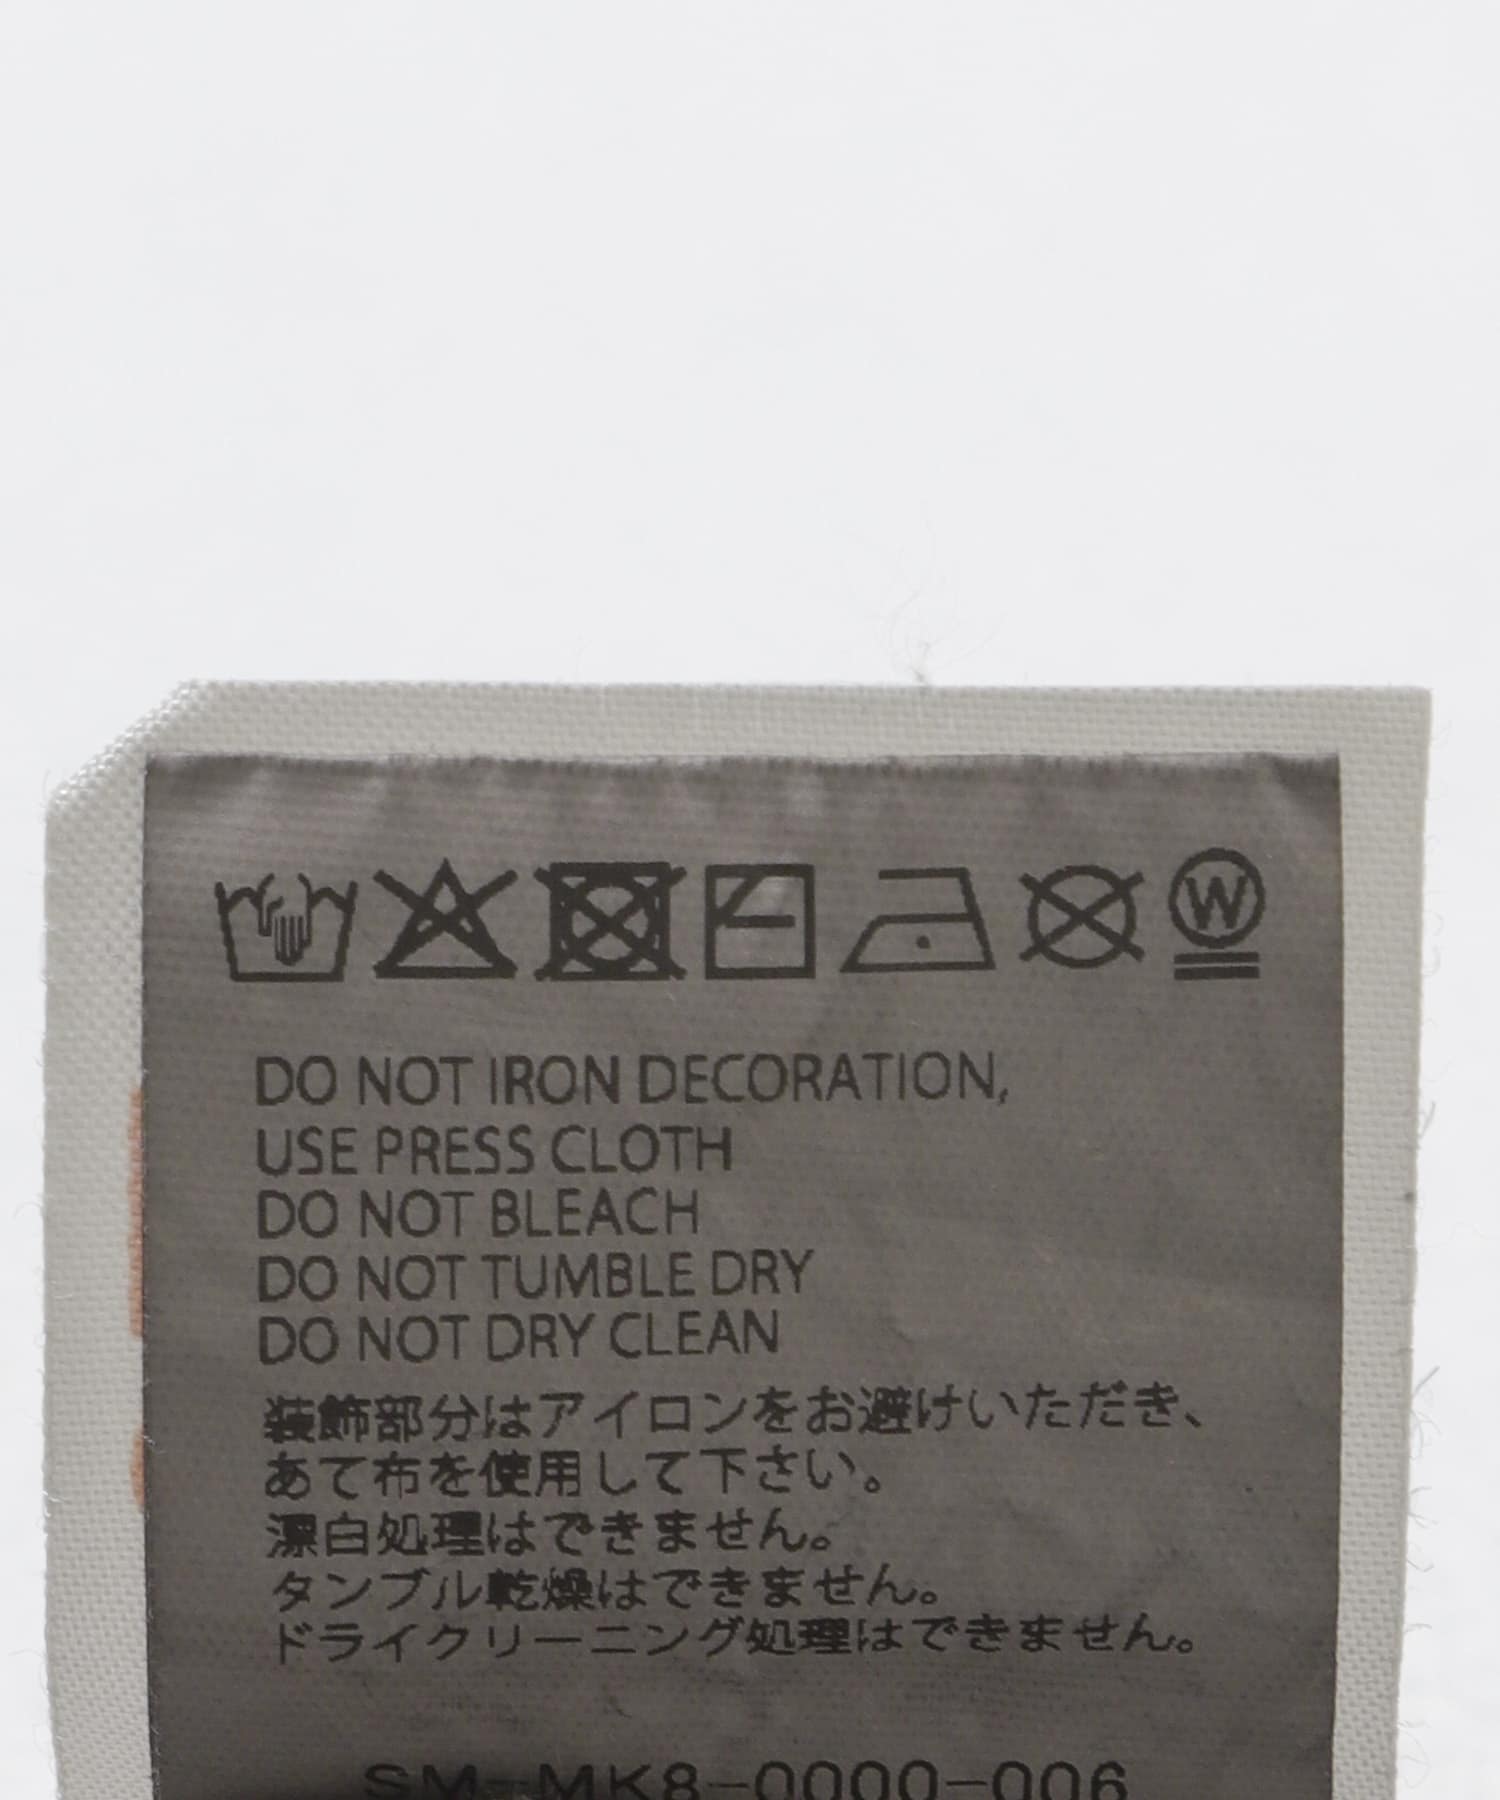 W
DO NOT IRON DECORATION,
USE PRESS CLOTH
DO NOT BLEACH
DO NOT TUMBLE DRY
DO NOT DRY CLEAN
装飾部分はアイロンをお避けいただき、
あて布を使用して下さい。
漂白処理はできません。
タンブル乾燥はできません。
ドライクリーニング処理はできません。
SM-MK8-0000-006